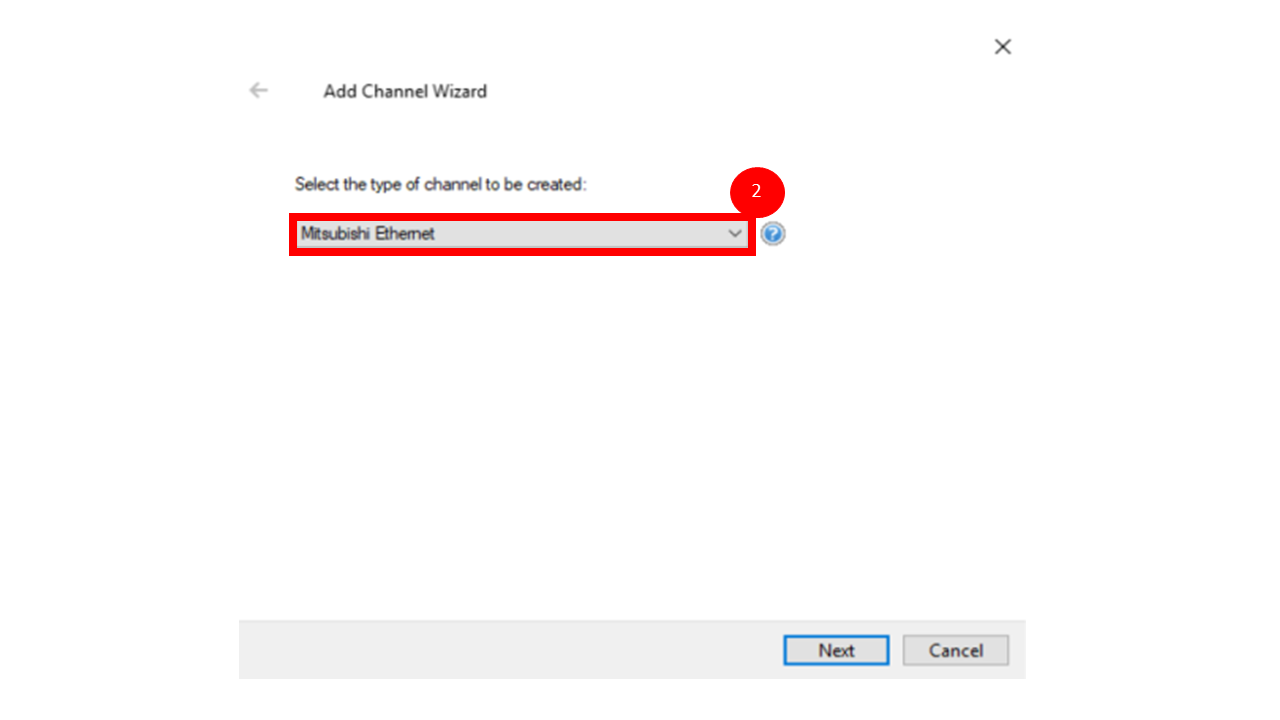 Add Channel Wizard
Select the type of channel to be created:
2
Mitsubishi Ethernet
?
Next
Cancel